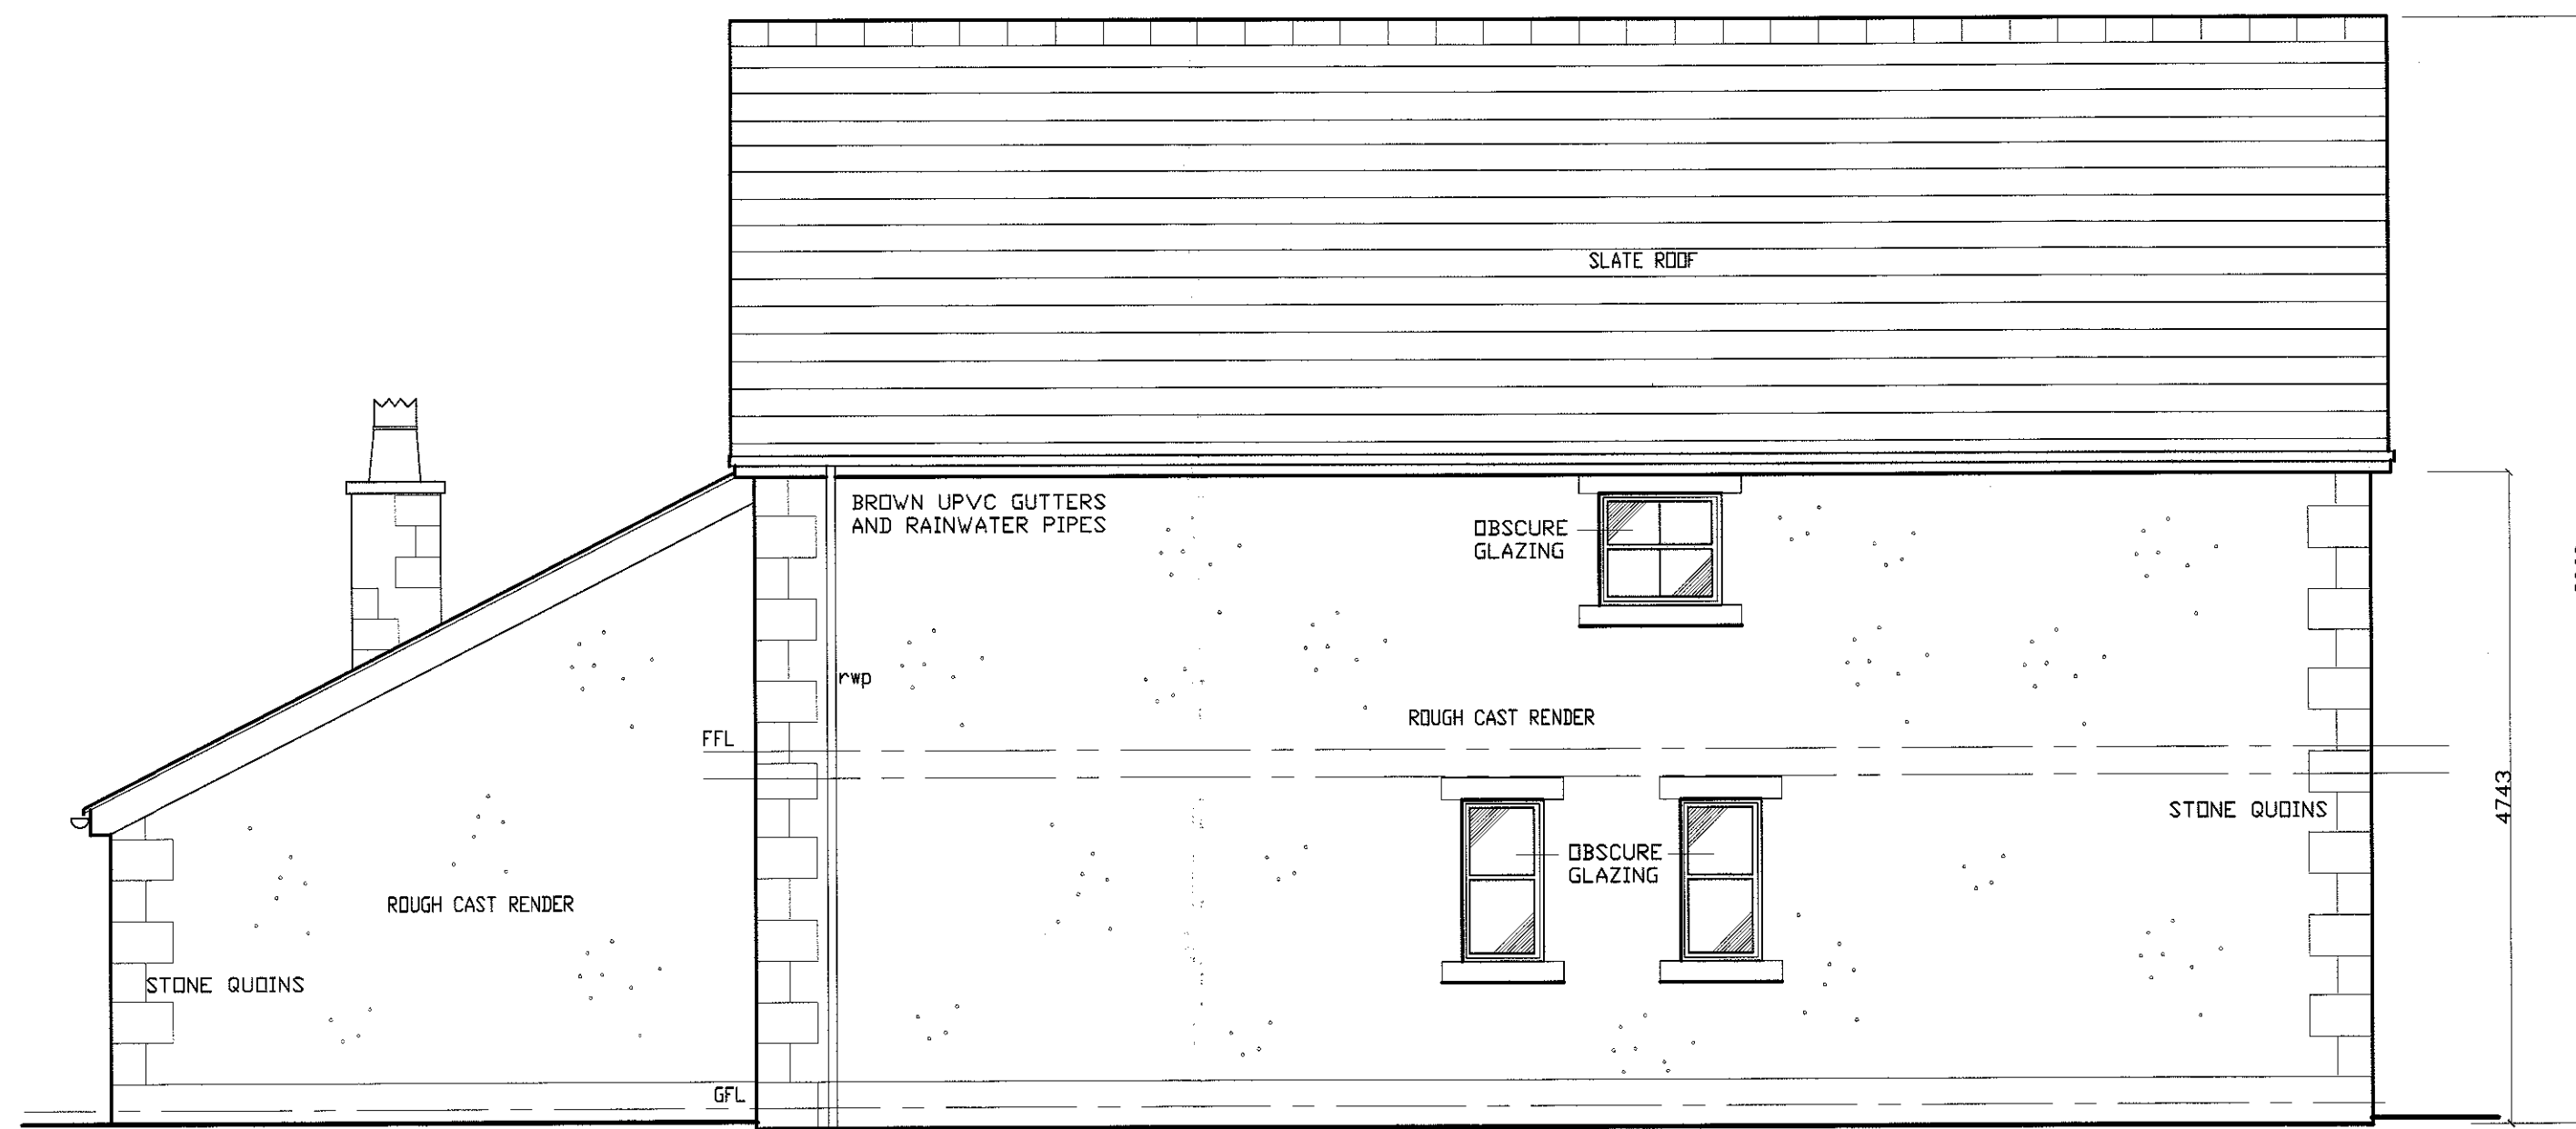 SLATE ROOF
BROWN UPVC GUTTERS
AND RAINWATER PIPES
OBSCURE
GLAZING
rwp
ROUGH CAST RENDER
FFL
STONE QUOINS
4743
OBSCURE
GLAZING
ROUGH CAST RENDER
STONE QUOINS
GFL